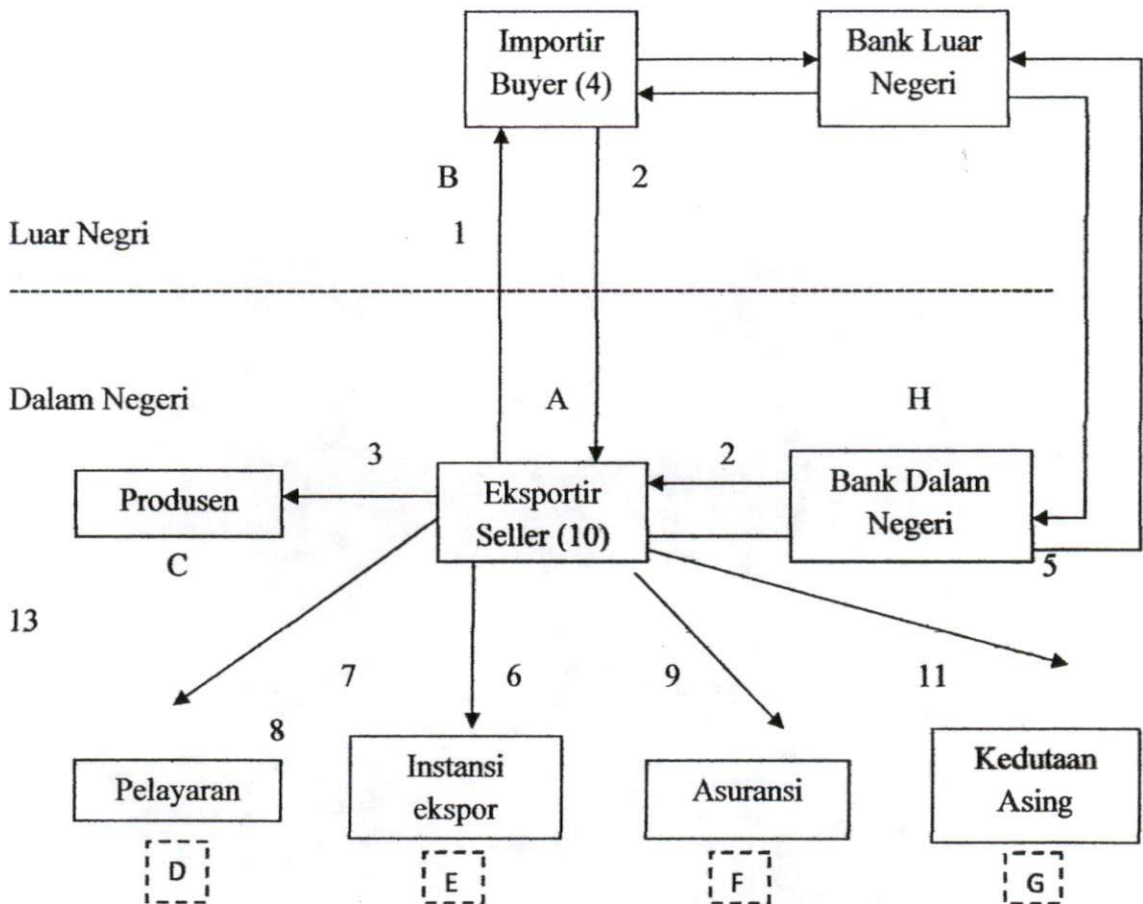 Importir
Buyer (4)
Bank Luar
Negeri
B
2
Luar Negri
1
Dalam Negeri
A
H
3
2
Produsen
Eksportir
Seller (10)
Bank Dalam
Negeri
C
5
13
7
6
9
11
8
Pelayaran
Instansi
ekspor
Asuransi
Kedutaan
Asing
D
E
F
G